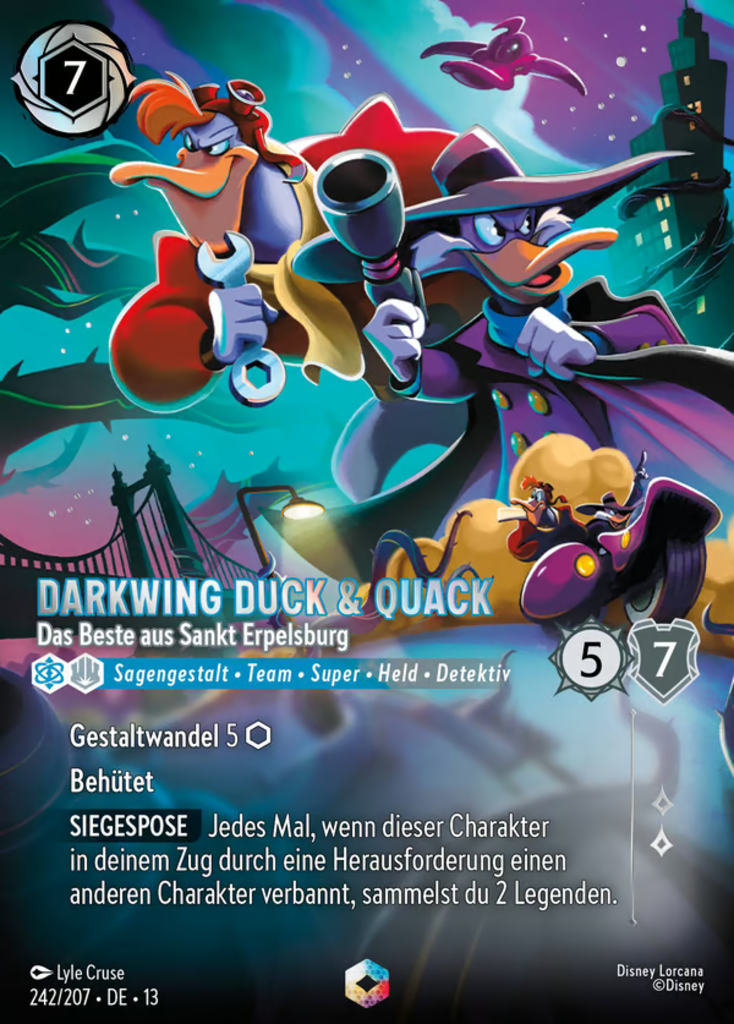 7
DARKWING DUCK & QUACK
Das Beste aus Sankt Erpelsburg
Sagengestalt • Team • Super • Held • Detektiv
5
7
Gestaltwandel 5
Behütet
SIEGESPOSE Jedes Mal, wenn dieser Charakter
in deinem Zug durch eine Herausforderung einen
anderen Charakter verbannt, sammelst du 2 Legenden.
Lyle Cruse
242/207 • DE • 13
Disney Lorcana
©Disney